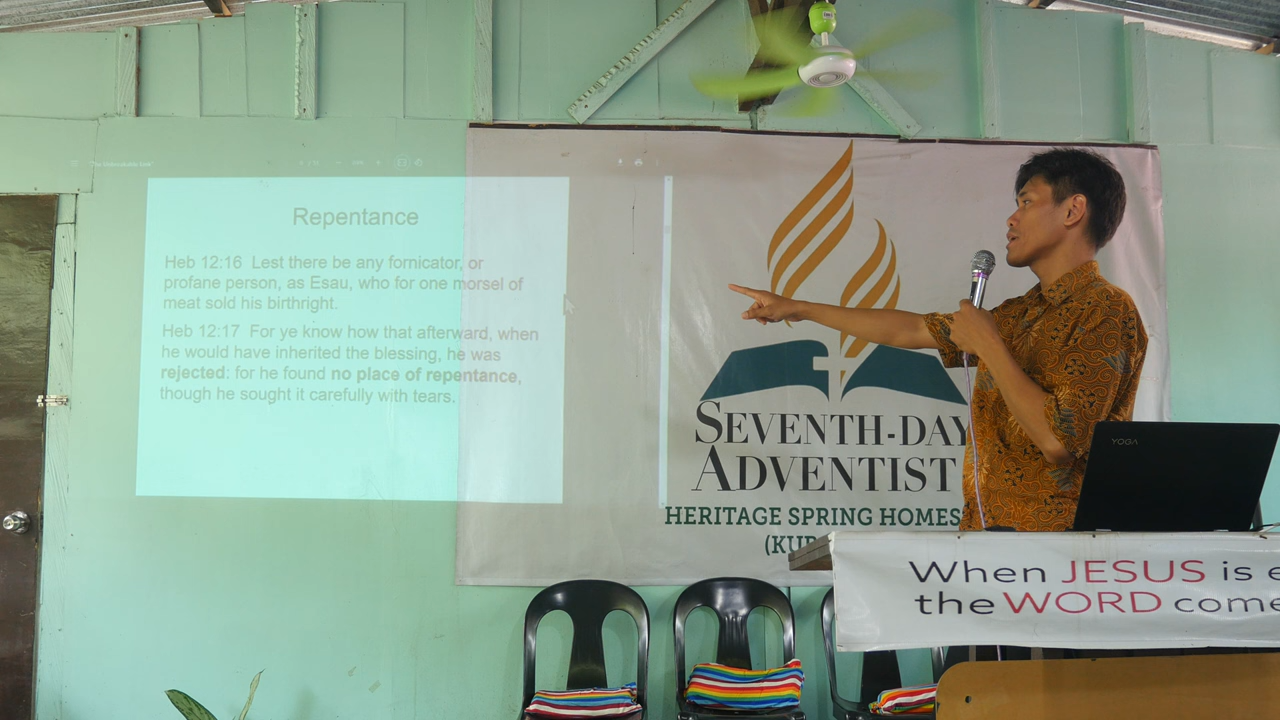 Repentance
Heb 12:16 Lest there be any fornicator, or
profane person, as Esau, who for one morsel of
meat sold his birthright.
Heb 12:17 For ye know how that afterward, when
he would have inherited the blessing, he was
rejected: for he found no place of repentance,
though he sought it carefully with tears.
SEVENTH-DAY
ADVENTIST
HERITAGE SPRING HOMES
YOGA
When JESUS is
the WORD come